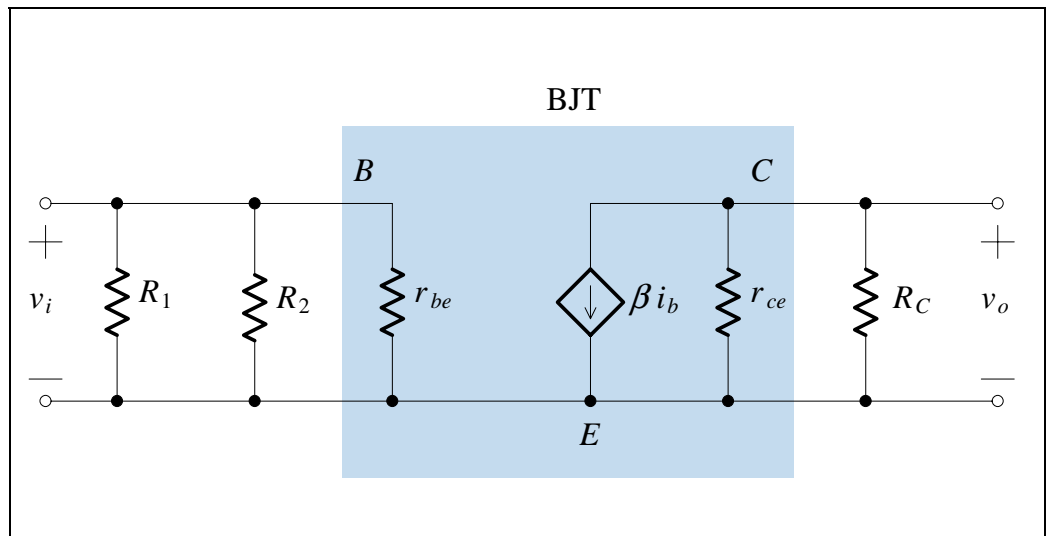 BJT
B
C
+
+
v_i
R_1
R_2
r_be
β i_b
r_ce
R_C
v_o
—
—
E